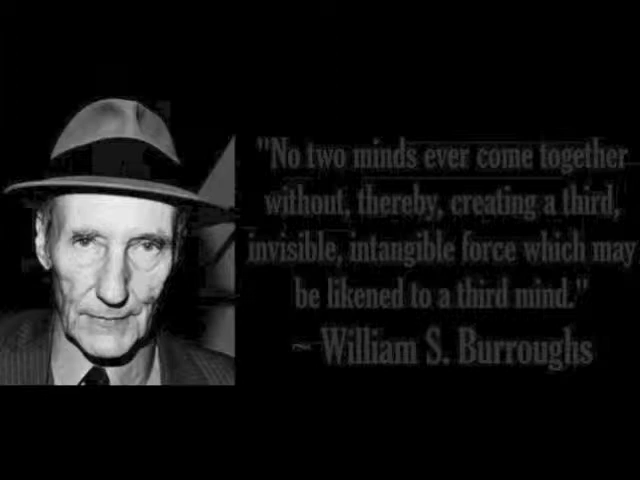 "No two minds ever come together
without, thereby, creating a third,
invisible, intangible force which may
be likened to a third mind."
~ William S. Burroughs